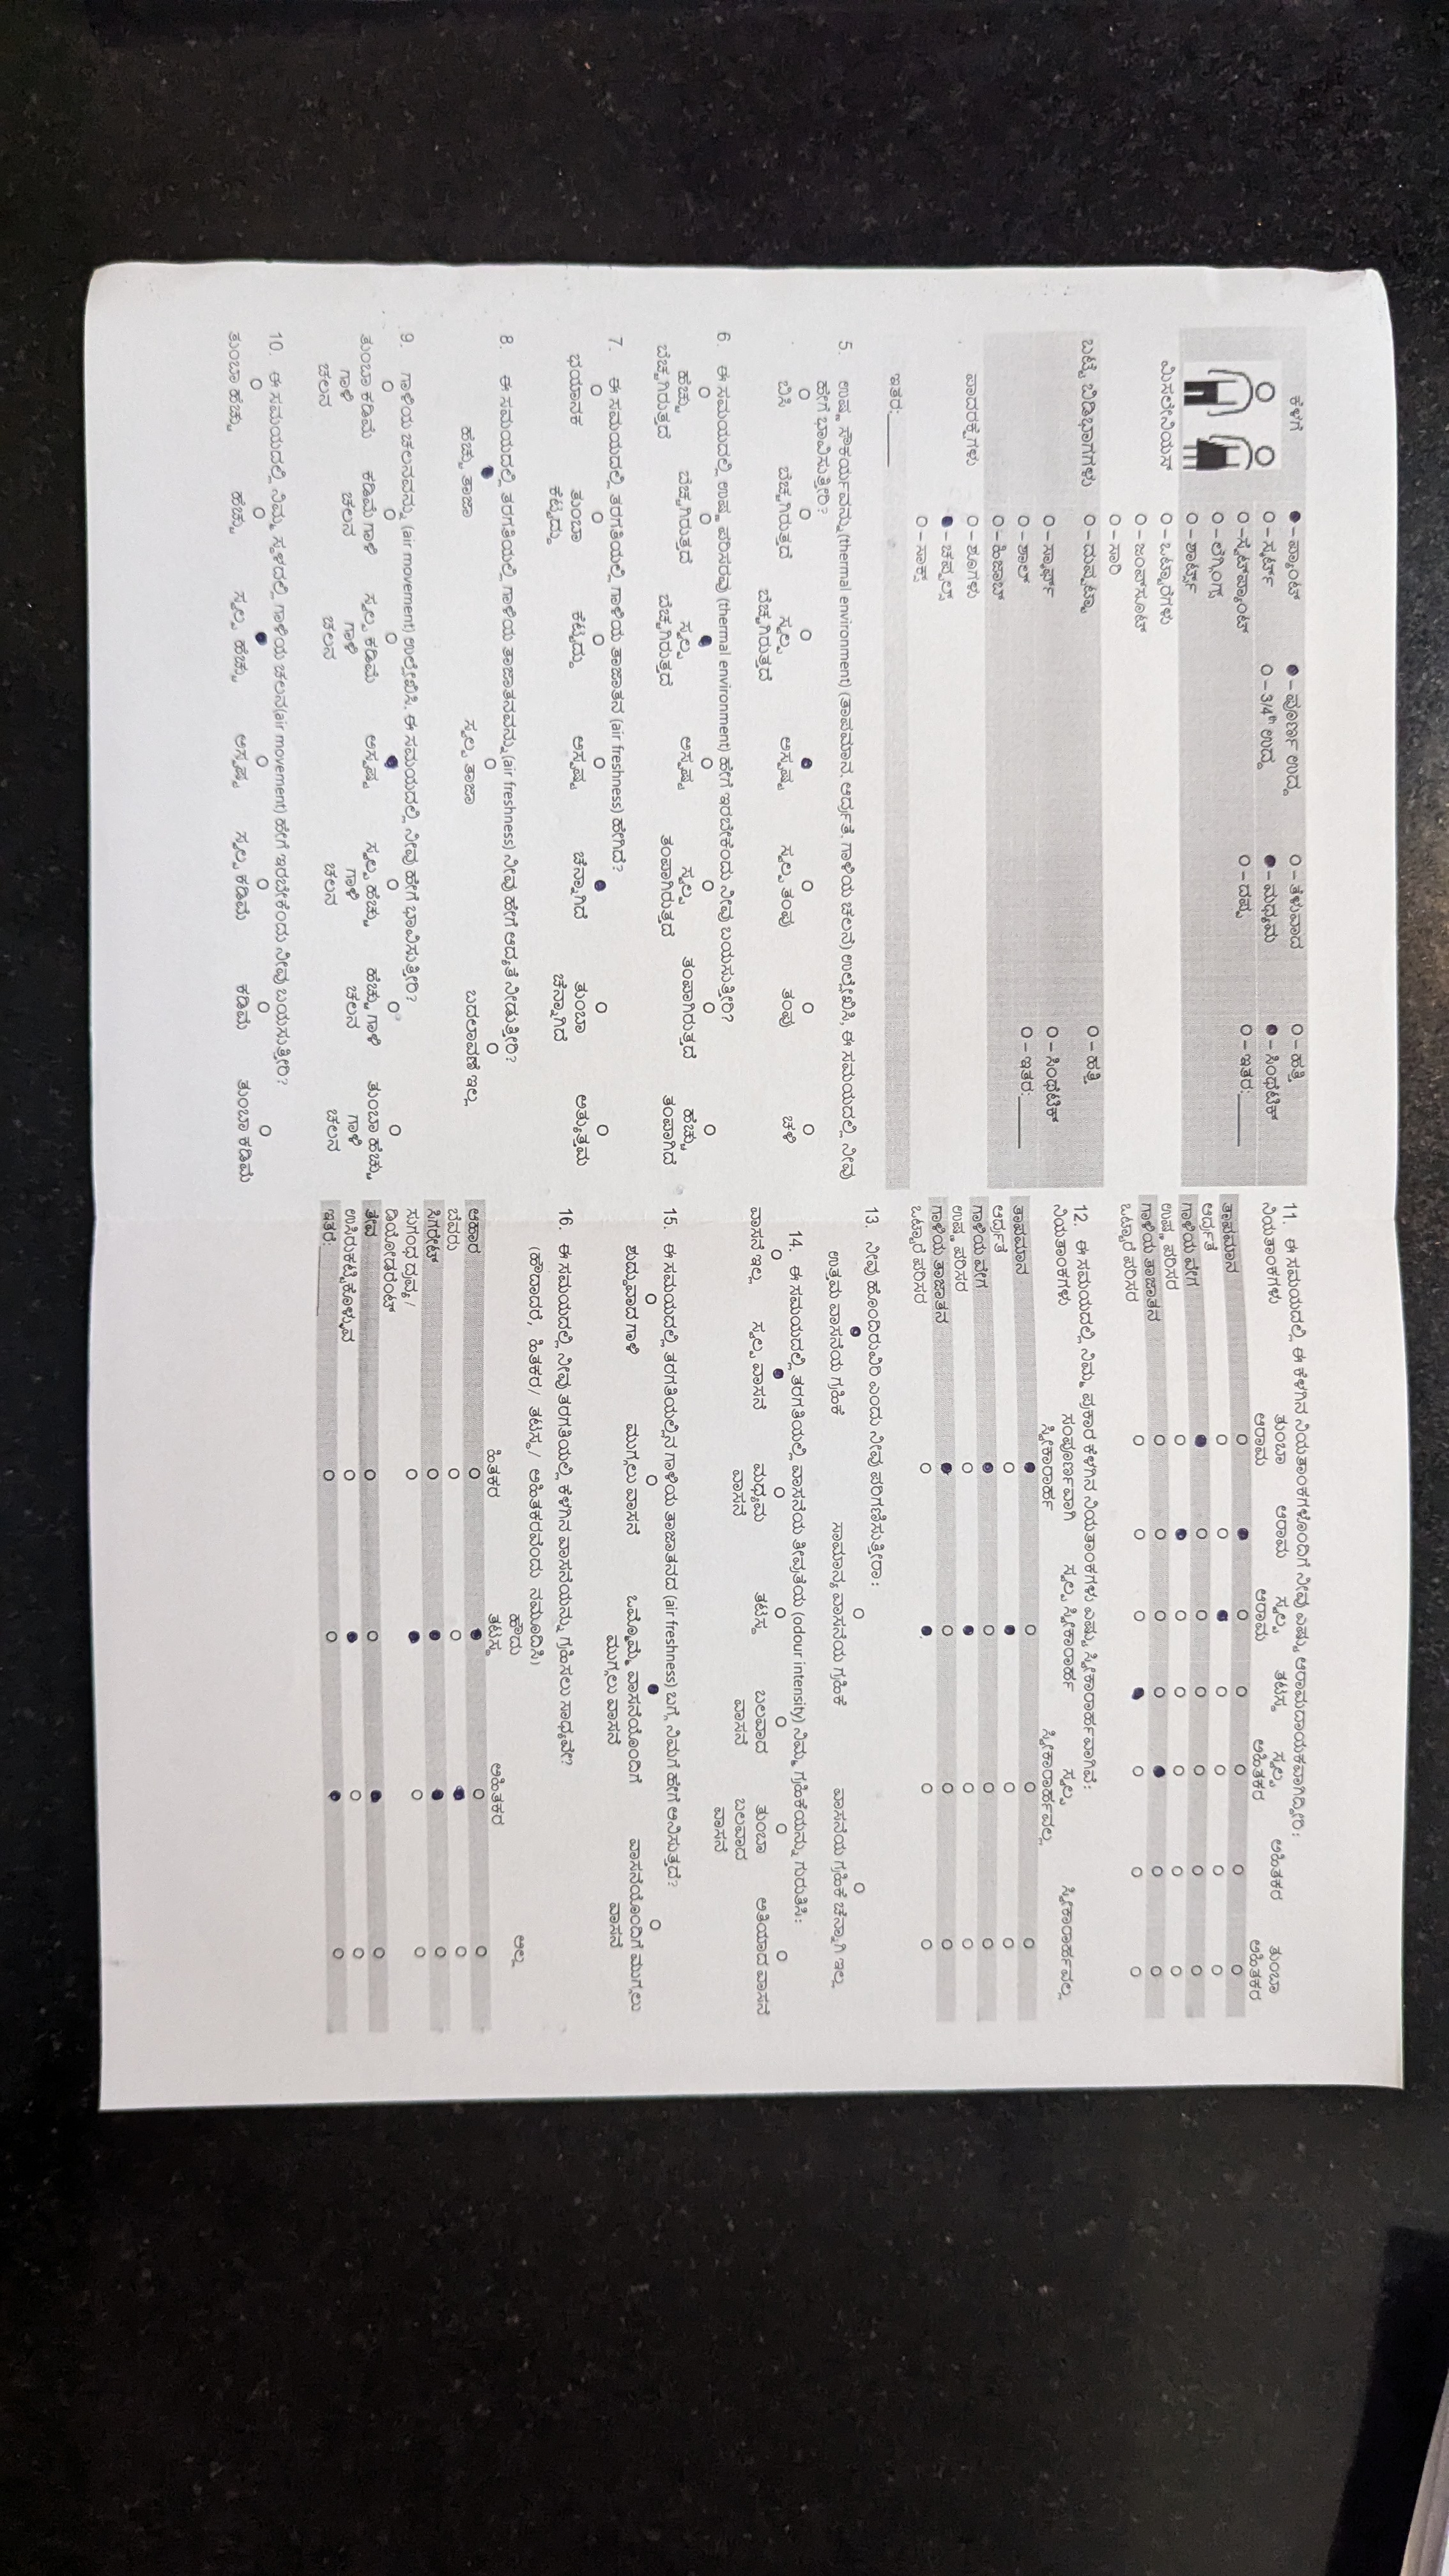 ಕೆಳಗೆ
● – ಪ್ಯಾಂಟ್ ● – ಪೂರ್ಣ ಉದ್ದ ○ – ತೆಳುವಾದ ○ – ಹತ್ತಿ
○ – ಸ್ಕರ್ಟ್ ○ – 3/4th ಉದ್ದ ● – ಮಧ್ಯಮ ● – ಸಿಂಥೆಟಿಕ್
○ –ಸ್ವೆಟ್‌ಪ್ಯಾಂಟ್ ○ – ದಪ್ಪ ○ – ಇತರ:______
○ – ಲೆಗ್ಗಿಂಗ್ಸ್
○ – ಶಾರ್ಟ್ಸ್
ಮಿಸಲೇನಿಯಸ್ ○ – ಒಟ್ಟಾರೆಗಳು
○ – ಜಂಪ್‌ಸೂಟ್
○ – ಸಾರಿ
ಬಟ್ಟೆ ಬಿಡಿಭಾಗಗಳು ○ – ದುಪಟ್ಟಾ ○ – ಹತ್ತಿ
○ – ಸ್ಕಾರ್ಫ್ ○ – ಸಿಂಥೆಟಿಕ್
○ – ಶಾಲ್ ○ – ಇತರ:______
○ – ಹಿಜಾಬ್
ಪಾದರಕ್ಷೆಗಳು ○ – ಶೂಗಳು
● – ಚಪ್ಪಲ್ಸ್
○ – ಸಾಕ್ಸ್
ಇತರ:________
5. ಉಷ್ಣ ಸೌಕರ್ಯವನ್ನು (thermal environment) (ತಾಪಮಾನ, ಆರ್ದ್ರತೆ, ಗಾಳಿಯ ಚಲನೆ) ಉಲ್ಲೇಖಿಸಿ, ಈ ಸಮಯದಲ್ಲಿ ನೀವು
ಹೇಗೆ ಭಾವಿಸುತ್ತೀರಿ?
○ ○ ○ ● ○ ○ ○
ಬಿಸಿ ಬೆಚ್ಚಗಿರುತ್ತದೆ ಸ್ವಲ್ಪ ಅಸ್ಪಷ್ಟ ಸ್ವಲ್ಪ ತಂಪು ತಂಪು ಚಳಿ
ಬೆಚ್ಚಗಿರುತ್ತದೆ
6. ಈ ಸಮಯದಲ್ಲಿ ಉಷ್ಣ ಪರಿಸರವು (thermal environment) ಹೇಗೆ ಇರಬೇಕೆಂದು ನೀವು ಬಯಸುತ್ತೀರಿ?
○ ○ ● ○ ○ ○ ○
ಹೆಚ್ಚು ಬೆಚ್ಚಗಿರುತ್ತದೆ ಸ್ವಲ್ಪ ಅಸ್ಪಷ್ಟ ಸ್ವಲ್ಪ ತಂಪಾಗಿರುತ್ತದೆ ಹೆಚ್ಚು
ಬೆಚ್ಚಗಿರುತ್ತದೆ ಬೆಚ್ಚಗಿರುತ್ತದೆ ತಂಪಾಗಿರುತ್ತದೆ ತಂಪಾಗಿದೆ
7. ಈ ಸಮಯದಲ್ಲಿ ಗಾಳಿಯ ತಾಜಾತನ (air freshness) ಹೇಗಿದೆ?
○ ○ ○ ○ ● ○ ○
ಭಯಾನಕ ತುಂಬಾ ಕೆಟ್ಟದ್ದು ಅಸ್ಪಷ್ಟ ಚೆನ್ನಾಗಿದೆ ತುಂಬಾ ಅತ್ಯುತ್ತಮ
ಕೆಟ್ಟದ್ದು ಚೆನ್ನಾಗಿದೆ
8. ಈ ಸಮಯದಲ್ಲಿ ತರಗತಿಯಲ್ಲಿ ಗಾಳಿಯ ತಾಜಾತನವನ್ನು (air freshness) ನೀವು ಹೇಗೆ ಆದ್ಯತೆ ನೀಡುತ್ತೀರಿ?
● ○ ○
ಹೆಚ್ಚು ತಾಜಾ ಸ್ವಲ್ಪ ತಾಜಾ ಬದಲಾವಣೆ ಇಲ್ಲ
9. ಗಾಳಿಯ ಚಲನವನ್ನು (air movement) ಉಲ್ಲೇಖಿಸಿ, ಈ ಸಮಯದಲ್ಲಿ ನೀವು ಹೇಗೆ ಭಾವಿಸುತ್ತೀರಿ?
○ ○ ○ ● ○ ○ ○
ತುಂಬಾ ಕಡಿಮೆ ಕಡಿಮೆ ಗಾಳಿ ಸ್ವಲ್ಪ ಕಡಿಮೆ ಅಸ್ಪಷ್ಟ ಸ್ವಲ್ಪ ಹೆಚ್ಚು ಹೆಚ್ಚು ಗಾಳಿ ತುಂಬಾ ಹೆಚ್ಚು
ಗಾಳಿ ಚಲನ ಗಾಳಿ ಗಾಳಿ ಚಲನ ಗಾಳಿ
ಚಲನ ಚಲನ ಚಲನ ಚಲನ
10. ಈ ಸಮಯದಲ್ಲಿ ನಿಮ್ಮ ಸ್ಥಳದಲ್ಲಿ ಗಾಳಿಯ ಚಲನ(air movement) ಹೇಗೆ ಇರಬೇಕೆಂದು ನೀವು ಬಯಸುತ್ತೀರಿ?
○ ○ ● ○ ○ ○ ○
ತುಂಬಾ ಹೆಚ್ಚು ಹೆಚ್ಚು ಸ್ವಲ್ಪ ಹೆಚ್ಚು ಅಸ್ಪಷ್ಟ ಸ್ವಲ್ಪ ಕಡಿಮೆ ಕಡಿಮೆ ತುಂಬಾ ಕಡಿಮೆ
11. ಈ ಸಮಯದಲ್ಲಿ ಈ ಕೆಳಗಿನ ನಿಯತಾಂಕಗಳೊಂದಿಗೆ ನೀವು ಎಷ್ಟು ಆರಾಮದಾಯಕವಾಗಿದ್ದೀರಿ:
ನಿಯತಾಂಕಗಳು ತುಂಬಾ ಆರಾಮ ಸ್ವಲ್ಪ ತಟಸ್ಥ ಸ್ವಲ್ಪ ಅಹಿತಕರ ತುಂಬಾ
ಆರಾಮ ಆರಾಮ ಅಹಿತಕರ ಅಹಿತಕರ
ತಾಪಮಾನ ○ ● ○ ○ ○ ○ ○
ಆರ್ದ್ರತೆ ○ ○ ● ○ ○ ○ ○
ಗಾಳಿಯ ವೇಗ ● ○ ○ ○ ○ ○ ○
ಉಷ್ಣ ಪರಿಸರ ○ ● ○ ○ ○ ○ ○
ಗಾಳಿಯ ತಾಜಾತನ ○ ○ ○ ○ ● ○ ○
ಒಟ್ಟಾರೆ ಪರಿಸರ ○ ○ ○ ● ○ ○ ○
12. ಈ ಸಮಯದಲ್ಲಿ ನಿಮ್ಮ ಪ್ರಕಾರ ಕೆಳಗಿನ ನಿಯತಾಂಕಗಳು ಎಷ್ಟು ಸ್ವೀಕಾರಾರ್ಹವಾಗಿವೆ:
ನಿಯತಾಂಕಗಳು ಸಂಪೂರ್ಣವಾಗಿ ಸ್ವಲ್ಪ ಸ್ವೀಕಾರಾರ್ಹ ಸ್ವಲ್ಪ ಸ್ವೀಕಾರಾರ್ಹವಲ್ಲ
ಸ್ವೀಕಾರಾರ್ಹ ಸ್ವೀಕಾರಾರ್ಹವಲ್ಲ
ತಾಪಮಾನ ● ○ ○ ○
ಆರ್ದ್ರತೆ ○ ● ○ ○
ಗಾಳಿಯ ವೇಗ ● ○ ○ ○
ಉಷ್ಣ ಪರಿಸರ ○ ● ○ ○
ಗಾಳಿಯ ತಾಜಾತನ ● ○ ○ ○
ಒಟ್ಟಾರೆ ಪರಿಸರ ○ ● ○ ○
13. ನೀವು ಹೊಂದಿರುವಿರಿ ಎಂದು ನೀವು ಪರಿಗಣಿಸುತ್ತೀರಾ:
● ○ ○
ಉತ್ತಮ ವಾಸನೆಯ ಗ್ರಹಿಕೆ ಸಾಮಾನ್ಯ ವಾಸನೆಯ ಗ್ರಹಿಕೆ ವಾಸನೆಯ ಗ್ರಹಿಕೆ ಚೆನ್ನಾಗಿ ಇಲ್ಲ
14. ಈ ಸಮಯದಲ್ಲಿ ತರಗತಿಯಲ್ಲಿ ವಾಸನೆಯ ತೀವ್ರತೆಯ (odour intensity) ನಿಮ್ಮ ಗ್ರಹಿಕೆಯನ್ನು ಗುರುತಿಸಿ:
○ ● ○ ○ ○ ○ ○
ವಾಸನೆ ಇಲ್ಲ ಸ್ವಲ್ಪ ವಾಸನೆ ಮಧ್ಯಮ ತಟಸ್ಥ ಬಲವಾದ ತುಂಬಾ ಅತಿಯಾದ ವಾಸನೆ
ವಾಸನೆ ವಾಸನೆ ಬಲವಾದ
ವಾಸನೆ
15. ಈ ಸಮಯದಲ್ಲಿ ತರಗತಿಯಲ್ಲಿನ ಗಾಳಿಯ ತಾಜಾತನದ (air freshness) ಬಗ್ಗೆ ನಿಮಗೆ ಹೇಗೆ ಅನಿಸುತ್ತದೆ?
○ ○ ● ○
ಶುದ್ಧವಾದ ಗಾಳಿ ಮುಗ್ಗಲು ವಾಸನೆ ಒಮ್ಮೊಮ್ಮೆ ವಾಸನೆಯೊಂದಿಗೆ ವಾಸನೆಯೊಂದಿಗೆ ಮುಗ್ಗಲು
ಮುಗ್ಗಲು ವಾಸನೆ ವಾಸನೆ
16. ಈ ಸಮಯದಲ್ಲಿ ನೀವು ತರಗತಿಯಲ್ಲಿ ಕೆಳಗಿನ ವಾಸನೆಯನ್ನು ಗ್ರಹಿಸಲು ಸಾಧ್ಯವೇ?
(ಹೌದಾದರೆ, ಹಿತಕರ/ ತಟಸ್ಥ/ ಅಹಿತಕರವೆಂದು ನಮೂದಿಸಿ)
ಹೌದು ಅಲ್ಲ
ಹಿತಕರ ತಟಸ್ಥ ಅಹಿತಕರ
ಆಹಾರ ○ ● ○ ○
ಬೆವರು ○ ○ ● ○
ಸಿಗರೇಟ್ ○ ● ● ○
ಸುಗಂಧ ದ್ರವ್ಯ/ ○ ● ○ ○
ಡಿಯೋಡರೆಂಟ್
ತೇವ ○ ○ ● ○
ಉಸಿರುಕಟ್ಟಿಕೊಳ್ಳುವ ○ ● ○ ○
ಇತರ:________ ○ ○ ● ○